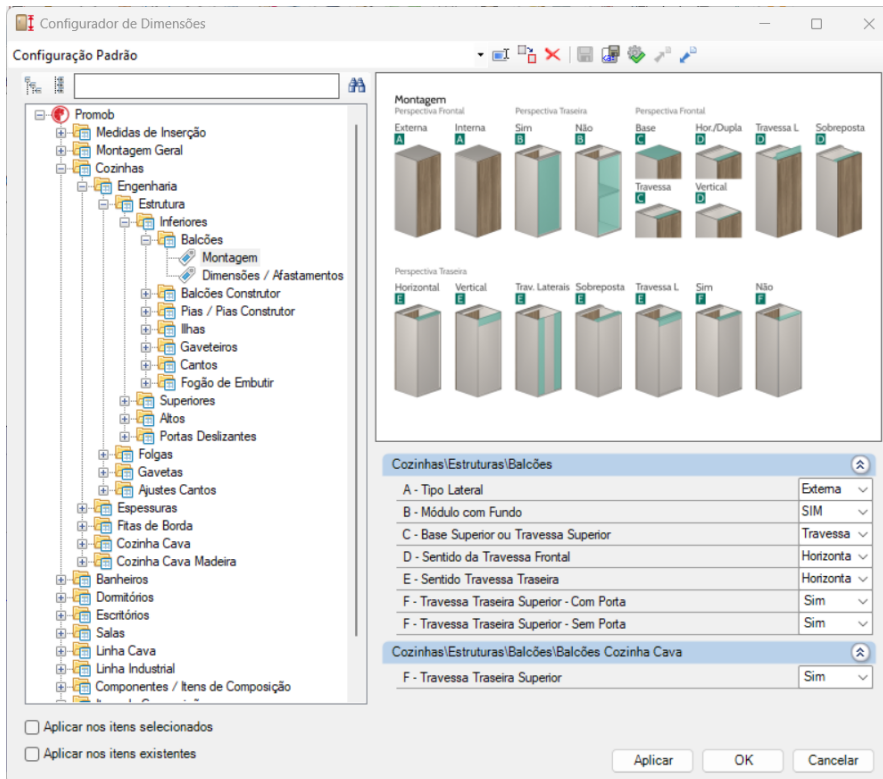 Configurador de Dimensões
Configuração Padrão
Promob
Medidas de Inserção
Montagem Geral
Cozinhas
Engenharia
Estrutura
Inferiores
Balcões
Montagem
Dimensões / Afastamentos
Balcões Construtor
Pias / Pias Construtor
Ilhas
Gaveteiros
Cantos
Fogão de Embutir
Superiores
Altos
Portas Deslizantes
Folgas
Gavetas
Ajustes Cantos
Espessuras
Fitas de Borda
Cozinha Cava
Cozinha Cava Madeira
Banheiros
Dormitórios
Escritórios
Salas
Linha Cava
Linha Industrial
Componentes / Itens de Composição
Montagem
Perspectiva Frontal Perspectiva Traseira Perspectiva Frontal
Externa Interna Sim Não Base Hor./Dupla Travessa L Sobreposta
A A B B C D D D
Travessa Vertical
C D
Perspectiva Traseira
Horizontal Vertical Trav. Laterais Sobreposta Travessa L Sim Não
E E E E E F F
Cozinhas\Estruturas\Balcões
A - Tipo Lateral Externa
B - Módulo com Fundo SIM
C - Base Superior ou Travessa Superior Travessa
D - Sentido da Travessa Frontal Horizonta
E - Sentido Travessa Traseira Horizonta
F - Travessa Traseira Superior - Com Porta Sim
F - Travessa Traseira Superior - Sem Porta Sim
Cozinhas\Estruturas\Balcões\Balcões Cozinha Cava
F - Travessa Traseira Superior Sim
Aplicar nos itens selecionados
Aplicar nos itens existentes
Aplicar OK Cancelar